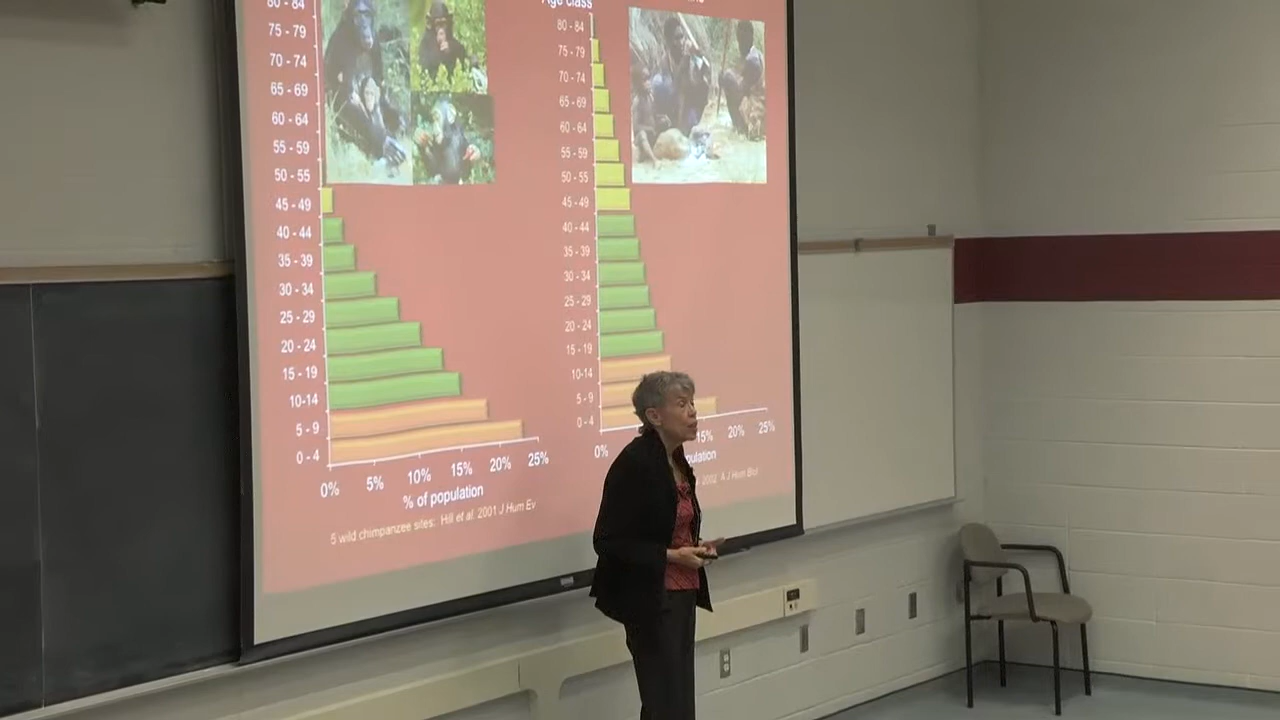 80 - 84
75 - 79
70 - 74
65 - 69
60 - 64
55 - 59
50 - 55
45 - 49
40 - 44
35 - 39
30 - 34
25 - 29
20 - 24
15 - 19
10-14
5 - 9
0 - 4
0%
5%
10%
15%
20%
25%
% of population
5 wild chimpanzee sites: Hill et al. 2001 J Hum Ev
Age class
80 - 84
75 - 79
70 - 74
65 - 69
60 - 64
55 - 59
50 - 55
45 - 49
40 - 44
35 - 39
30 - 34
25 - 29
20 - 24
15 - 19
10-14
5 - 9
0 - 4
0%
15%
20%
25%
2002 A J Hum Biol